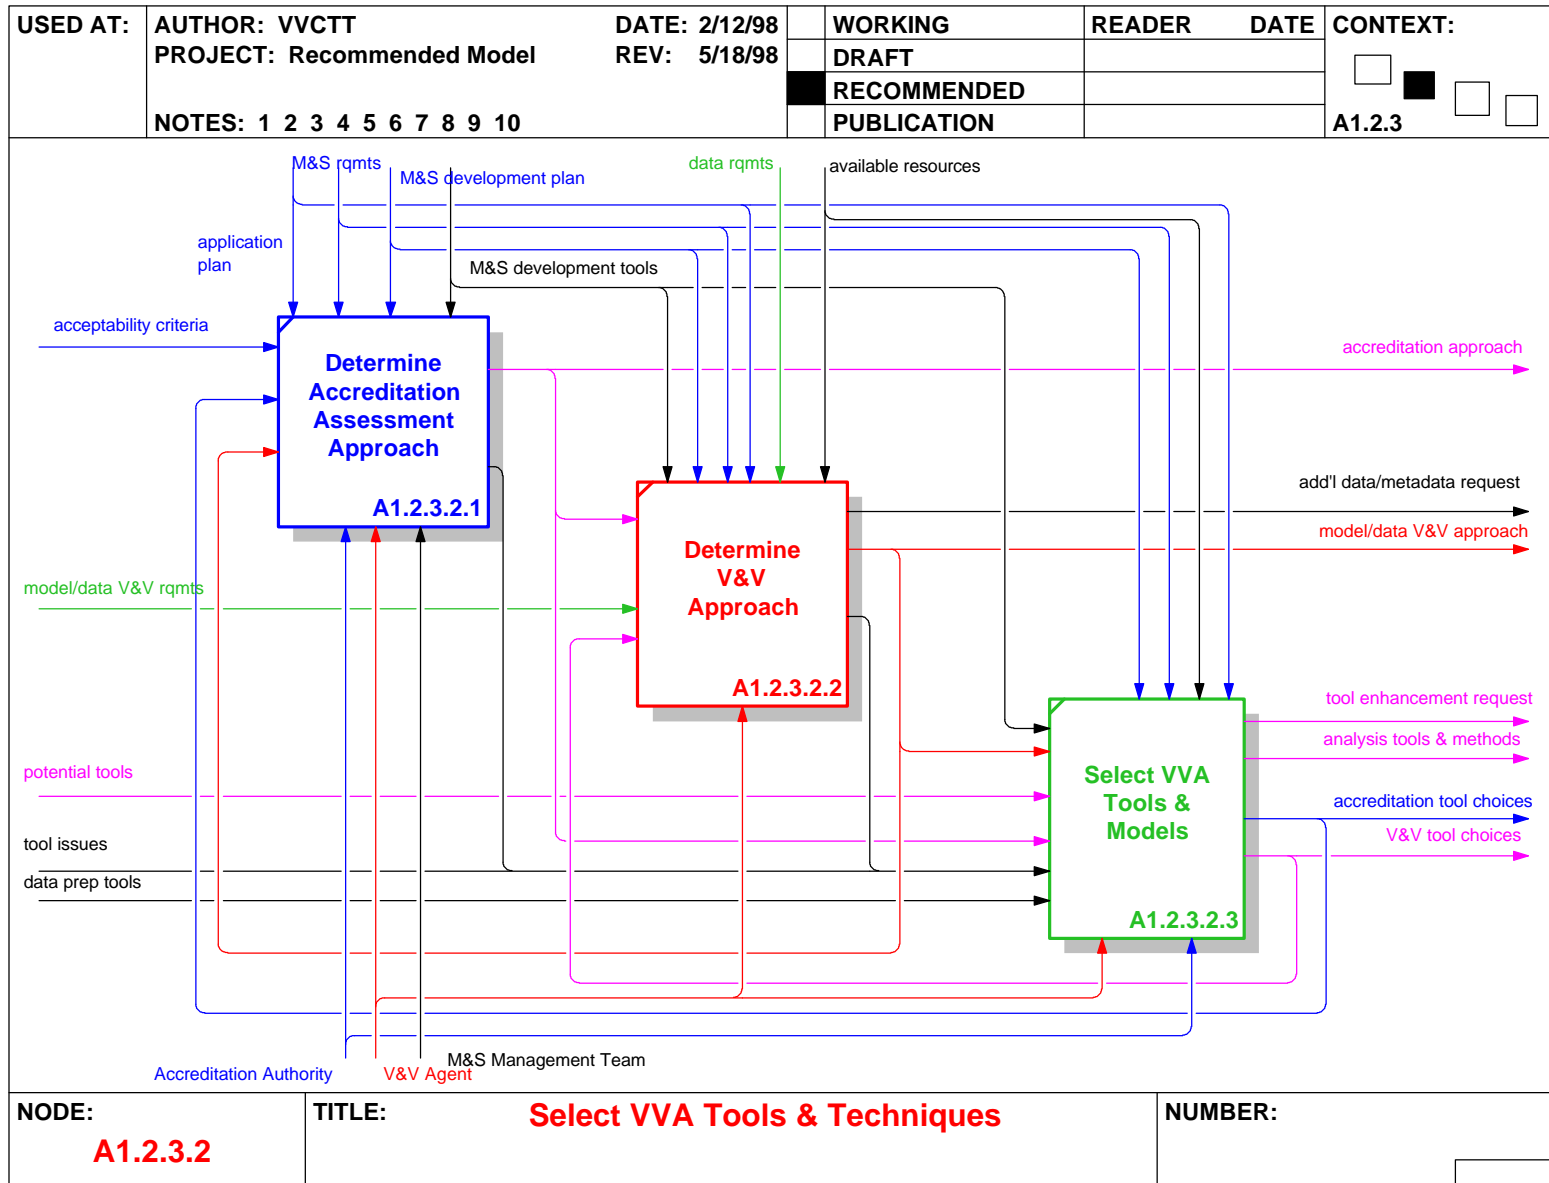 USED AT:
AUTHOR: VVCTT
DATE: 2/12/98
WORKING
READER
DATE
CONTEXT:
PROJECT: Recommended Model
REV: 5/18/98
DRAFT
RECOMMENDED
NOTES: 1 2 3 4 5 6 7 8 9 10
PUBLICATION
A1.2.3
M&S rqmts
data rqmts
available resources
M&S development plan
application
plan
M&S development tools
acceptability criteria
accreditation approach
Determine
Accreditation
Assessment
Approach
A1.2.3.2.1
add'l data/metadata request
model/data V&V approach
Determine
V&V
Approach
A1.2.3.2.2
model/data V&V rqmts
tool enhancement request
analysis tools & methods
potential tools
Select VVA
Tools &
Models
A1.2.3.2.3
accreditation tool choices
V&V tool choices
tool issues
data prep tools
M&S Management Team
Accreditation Authority
V&V Agent
NODE:
A1.2.3.2
TITLE:
Select VVA Tools & Techniques
NUMBER: